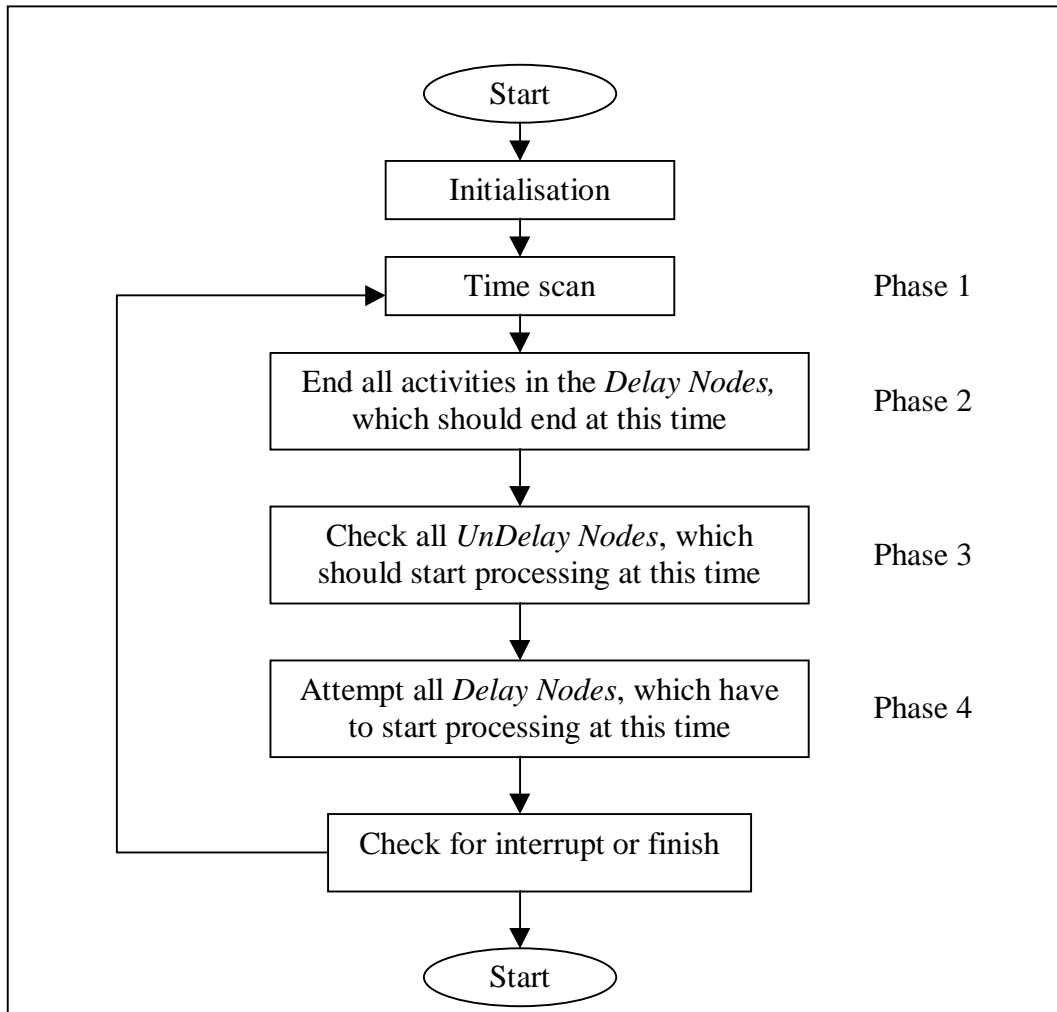 Start
Initialisation
Time scan
Phase 1
End all activities in the Delay Nodes,
which should end at this time
Phase 2
Check all UnDelay Nodes, which
should start processing at this time
Phase 3
Attempt all Delay Nodes, which have
to start processing at this time
Phase 4
Check for interrupt or finish
Start